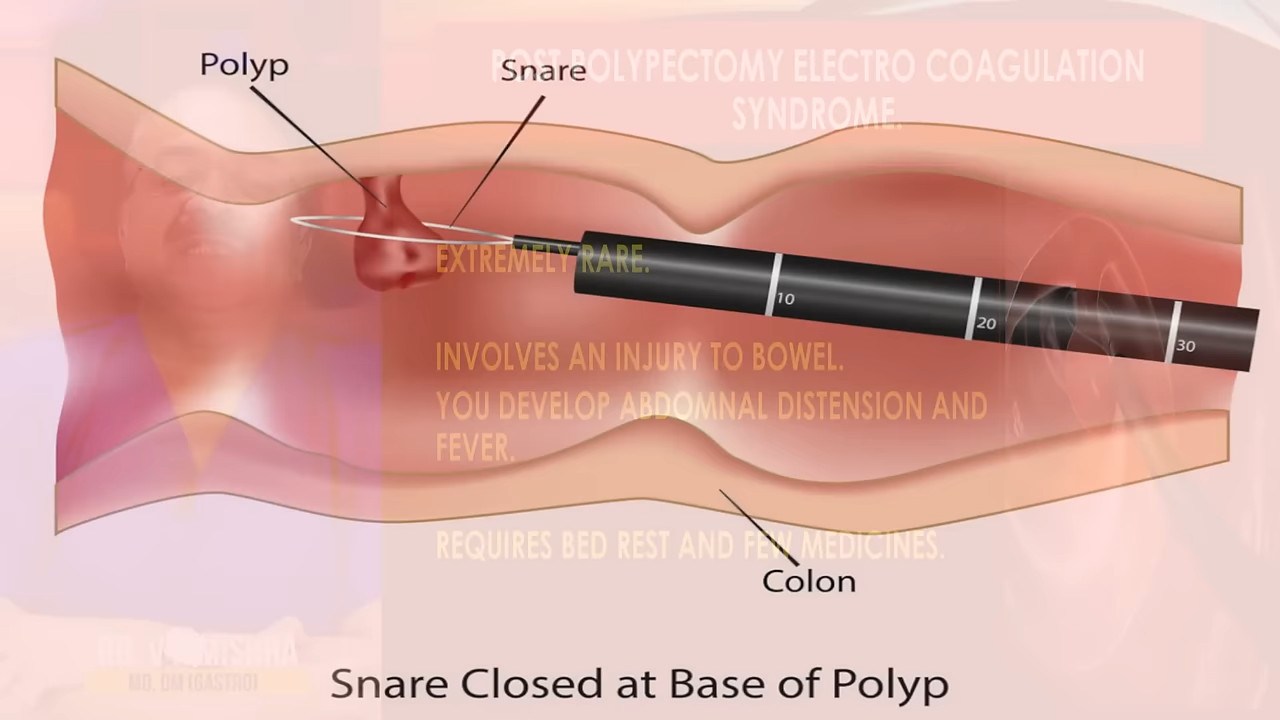 POST POLYPECTOMY ELECTRO COAGULATION
SYNDROME.
Polyp
Snare
EXTREMELY RARE.
10
20
30
INVOLVES AN INJURY TO BOWEL.
YOU DEVELOP ABDOMNAL DISTENSION AND
FEVER.
REQUIRES BED REST AND FEW MEDICINES.
Colon
MD, DM (GASTRO)
Snare Closed at Base of Polyp